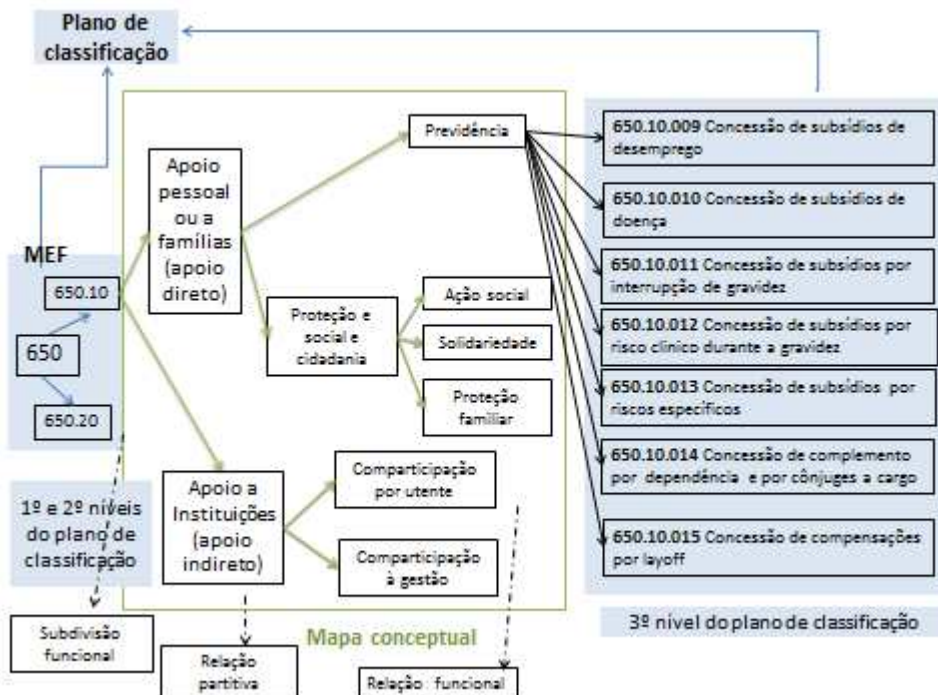 Plano de
classificação
MEF
650.10
650
650.20
1º e 2º níveis
do plano de
classificação
Subdivisão
funcional
Apoio
pessoal
ou a
famílias
(apoio
direto)
Previdência
Proteção e
social e
cidadania
Ação social
Solidariedade
Proteção
familiar
Apoio a
Instituições
(apoio
indireto)
Comparticipação
por utente
Comparticipação
à gestão
Mapa conceptual
Relação
partitiva
Relação funcional
650.10.009 Concessão de subsídios de
desemprego
650.10.010 Concessão de subsídios de
doença
650.10.011 Concessão de subsídios por
interrupção de gravidez
650.10.012 Concessão de subsídios por
risco clínico durante a gravidez
650.10.013 Concessão de subsídios por
riscos específicos
650.10.014 Concessão de complemento
por dependência e por cônjuges a cargo
650.10.015 Concessão de compensações
por layoff
3º nível do plano de classificação